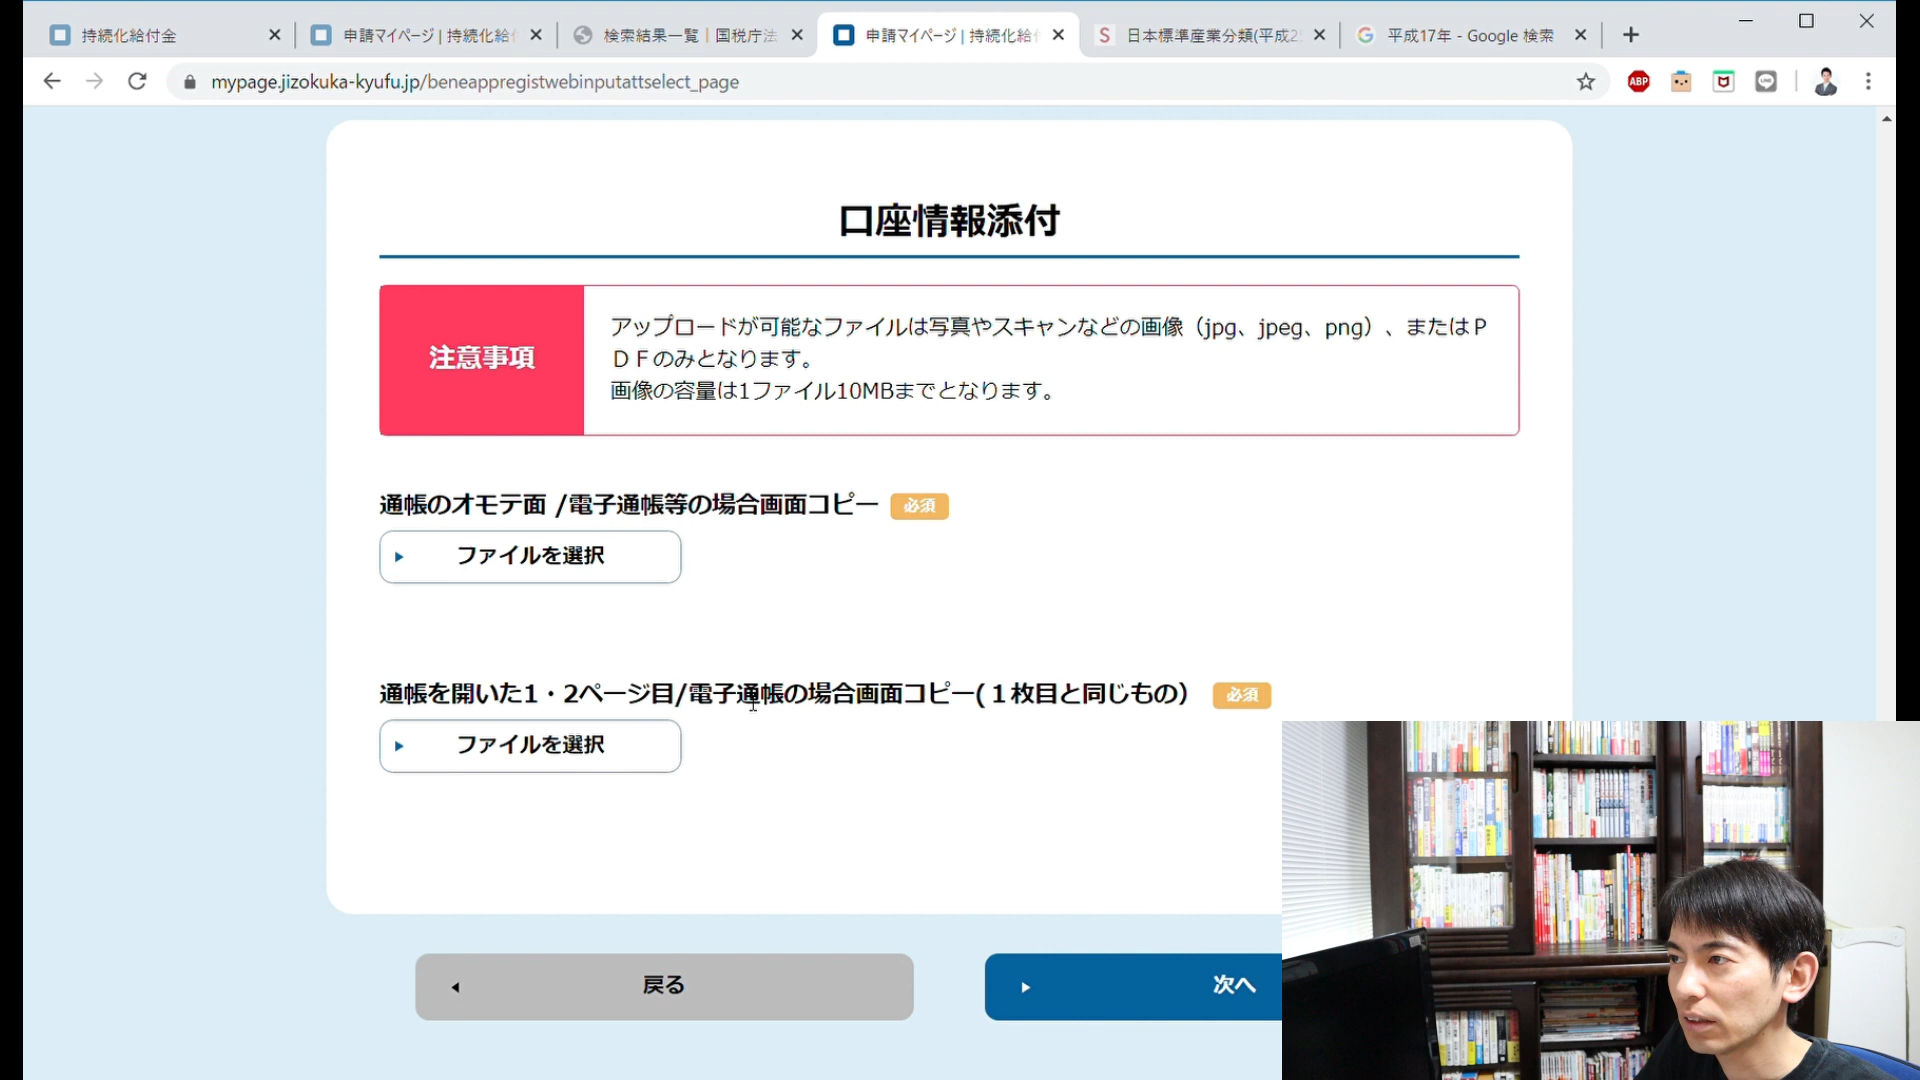 持続化給付金
申請マイページ | 持続化給付
検索結果一覧｜国税庁法
申請マイページ | 持続化給付
S
日本標準産業分類(平成2
平成17年 - Google 検索
mypage.jizokuka-kyufu.jp/beneappregistwebinputattselect_page
ABP
口座情報添付
注意事項
アップロードが可能なファイルは写真やスキャンなどの画像（jpg、jpeg、png）、またはＰ
ＤＦのみとなります。
画像の容量は1ファイル10MBまでとなります。
通帳のオモテ面 /電子通帳等の場合画面コピー 必須
ファイルを選択
通帳を開いた1・2ページ目/電子通帳の場合画面コピー(１枚目と同じもの） 必須
ファイルを選択
戻る
次へ